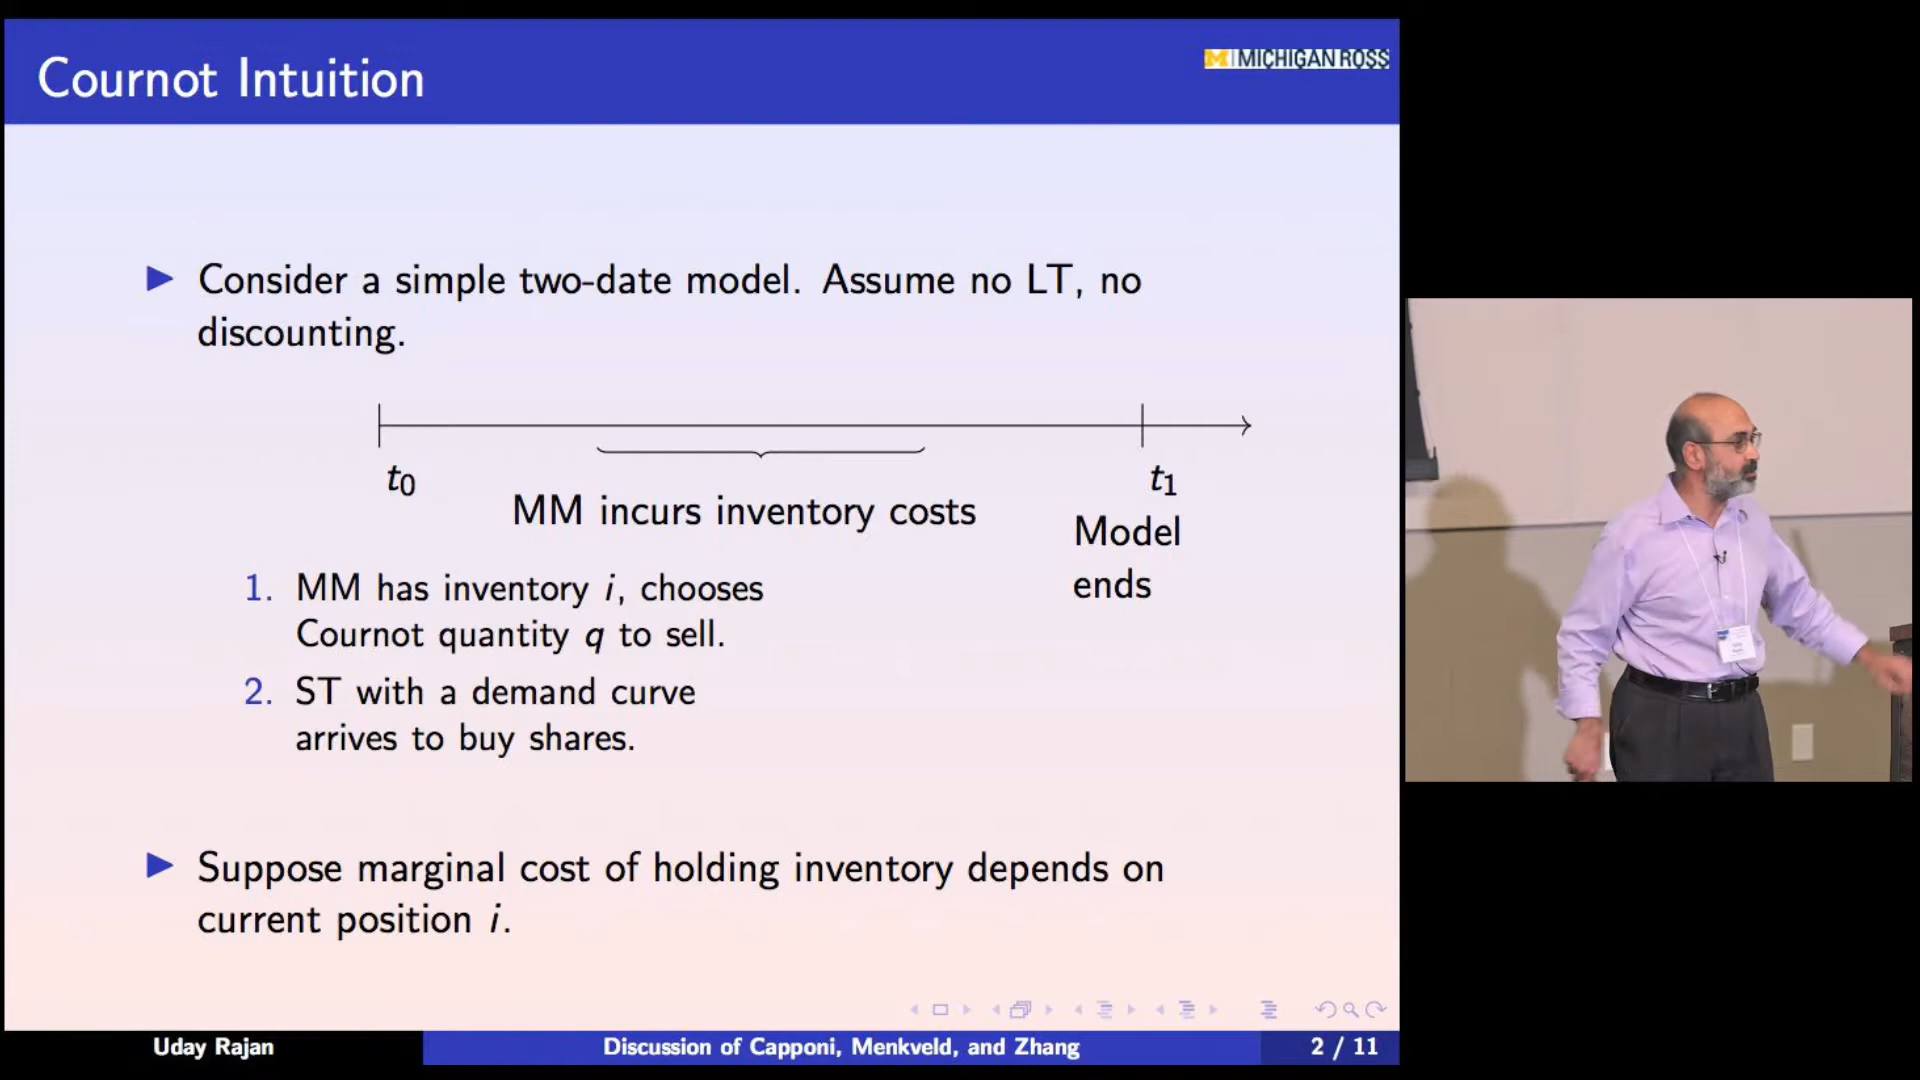 Cournot Intuition
M | MICHIGAN ROSS
▶ Consider a simple two-date model. Assume no LT, no
discounting.
t₀
t₁
MM incurs inventory costs
Model
ends
1. MM has inventory i, chooses
Cournot quantity q to sell.
2. ST with a demand curve
arrives to buy shares.
▶ Suppose marginal cost of holding inventory depends on
current position i.
Uday Rajan
Discussion of Capponi, Menkveld, and Zhang
2 / 11